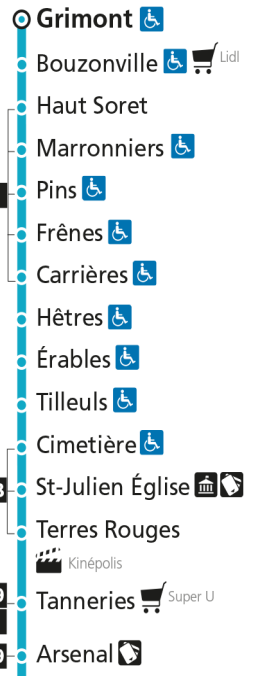 Grimont
Bouzonville Lidl
Haut Soret
Marronniers
Pins
Frênes
Carrières
Hêtres
Érables
Tilleuls
Cimetière
St-Julien Église
Terres Rouges
Kinépolis
Tanneries Super U
Arsenal